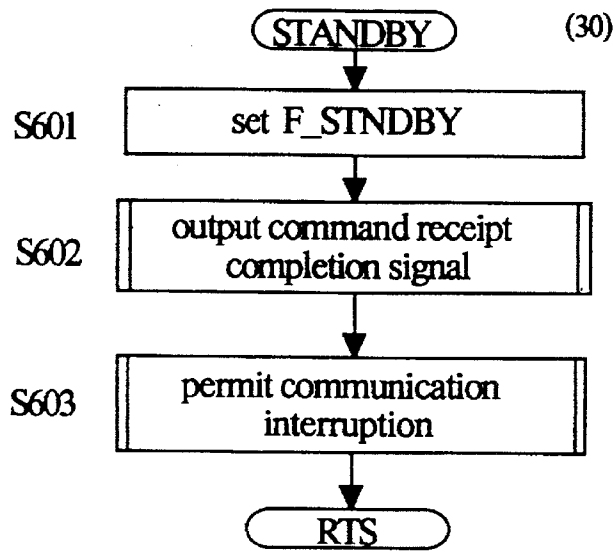 STANDBY
(30)
S601
set F_STNDBY
S602
output command receipt
completion signal
S603
permit communication
interruption
RTS